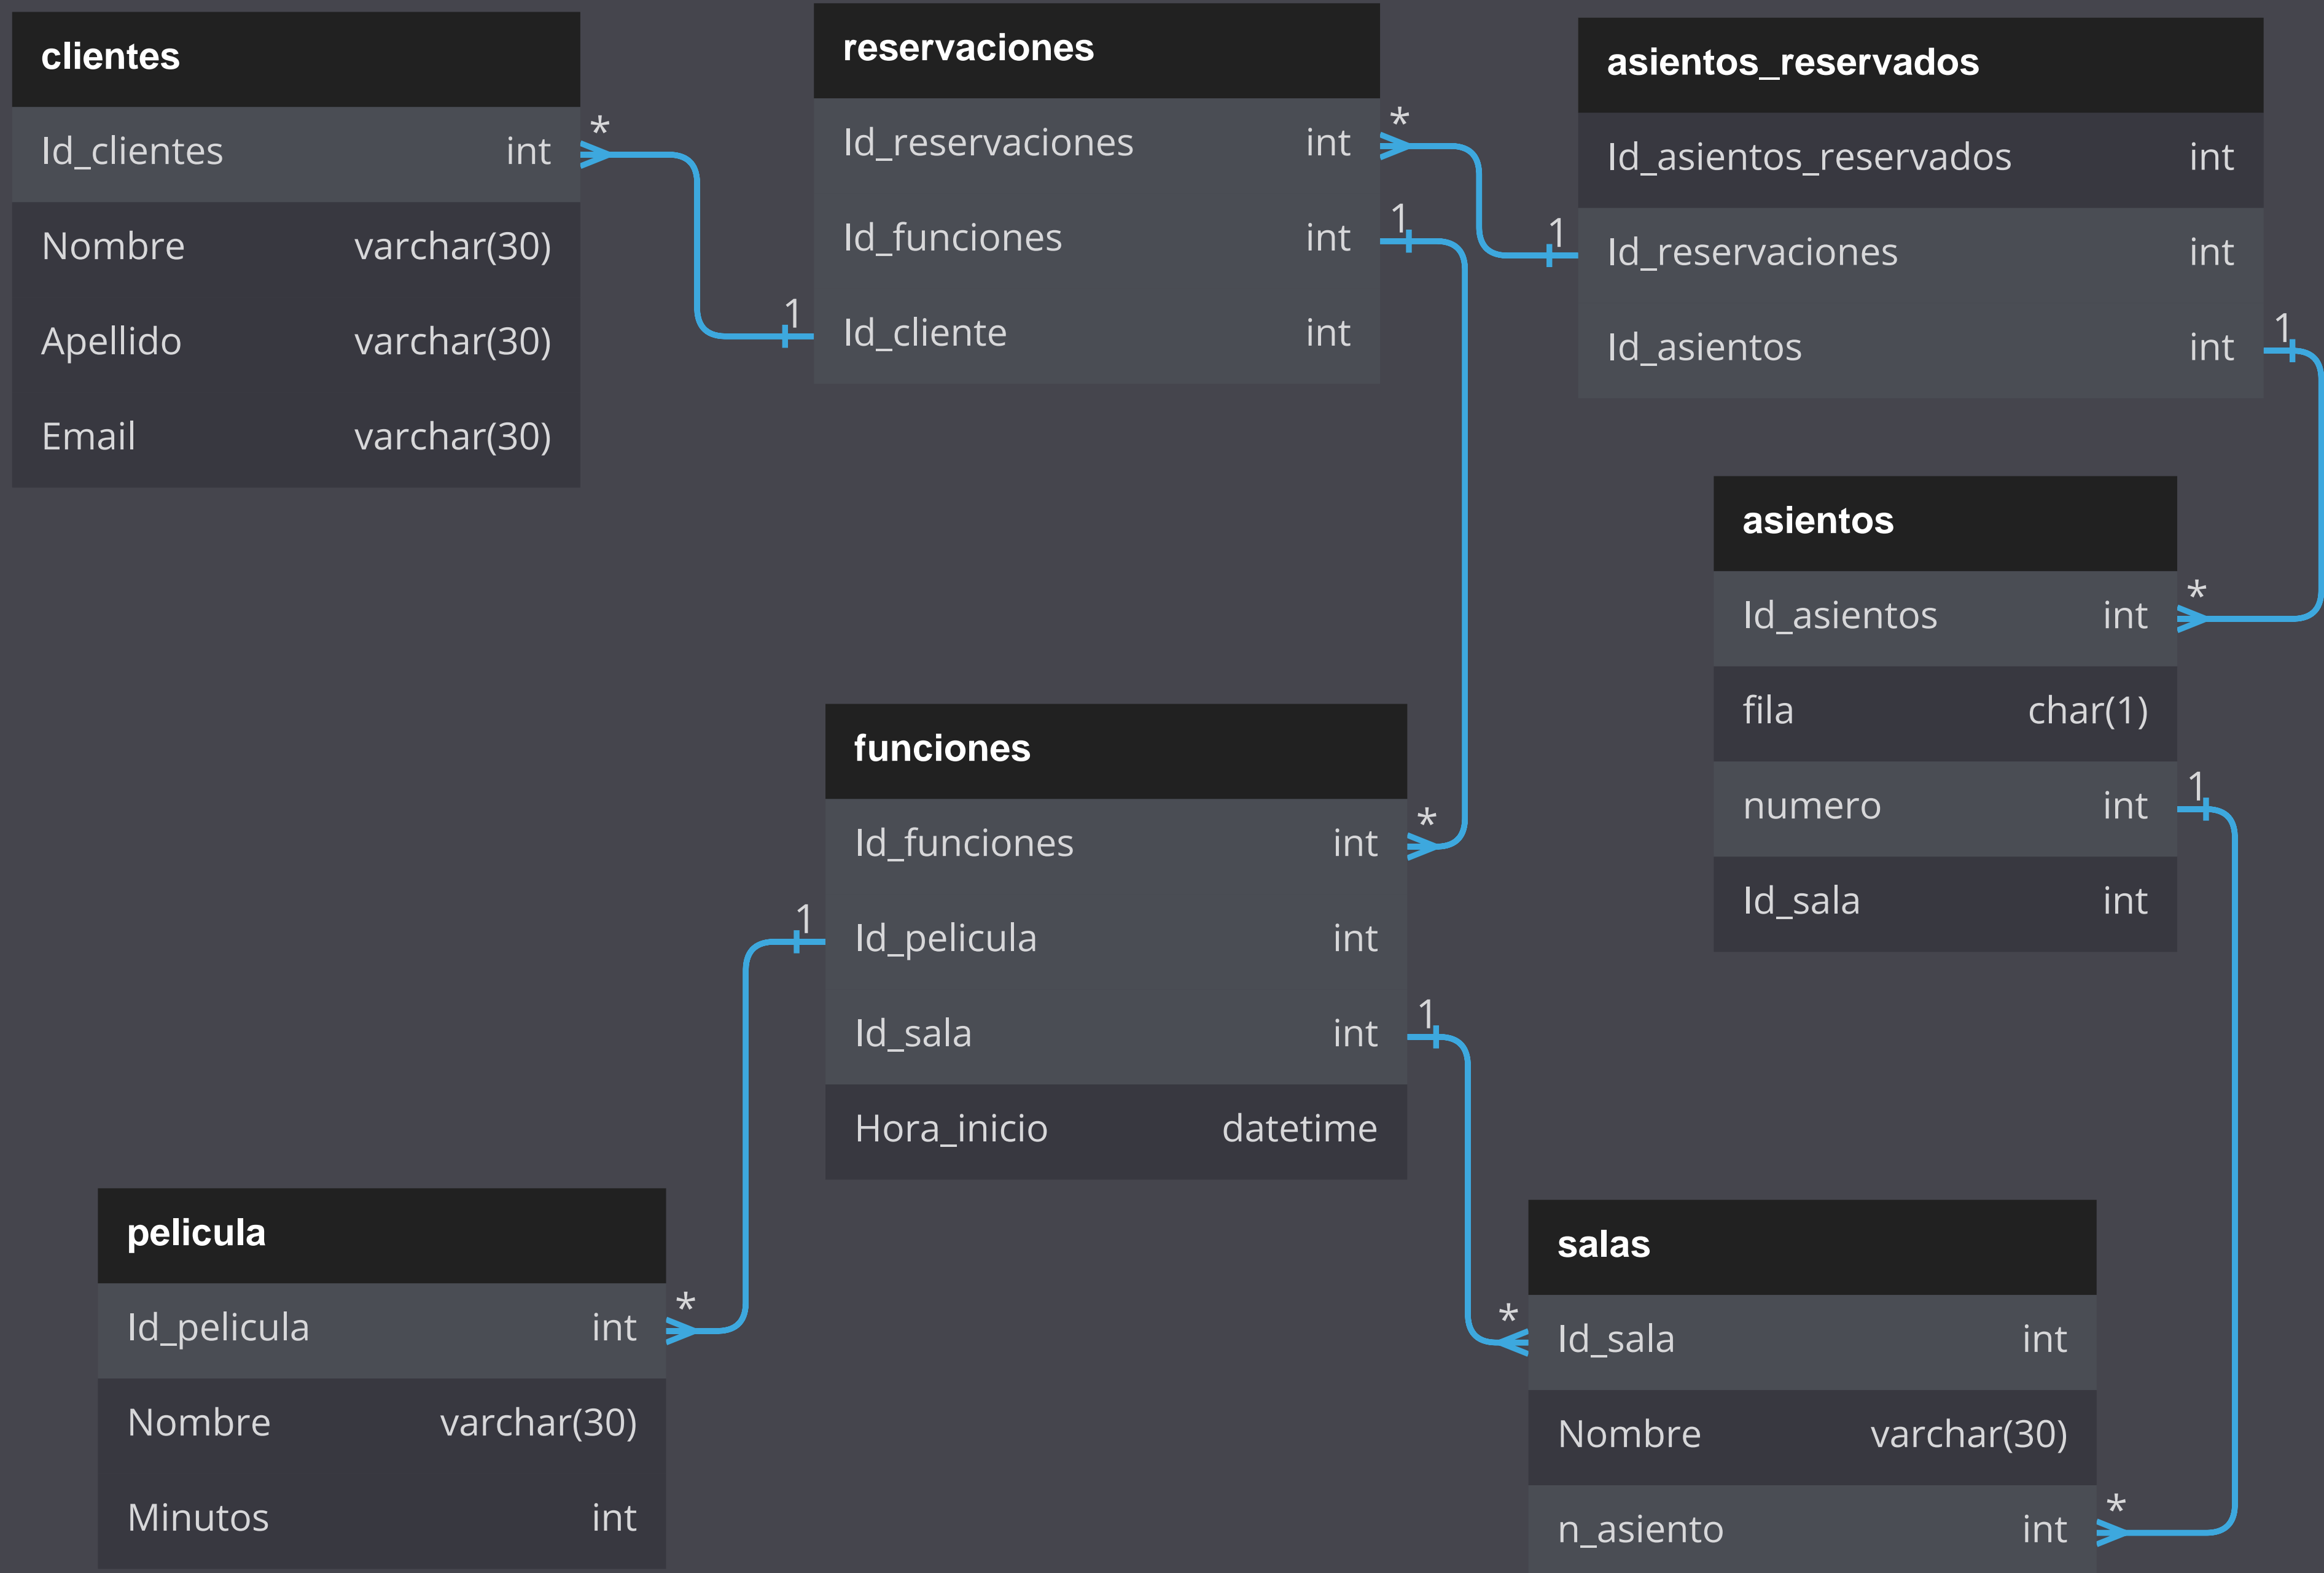 clientes
Id_clientes int
Nombre varchar(30)
Apellido varchar(30)
Email varchar(30)
*
1
reservaciones
Id_reservaciones int
Id_funciones int
Id_cliente int
*
1
1
asientos_reservados
Id_asientos_reservados int
Id_reservaciones int
Id_asientos int
1
asientos
Id_asientos int
fila char(1)
numero int
Id_sala int
*
1
funciones
Id_funciones int
Id_pelicula int
Id_sala int
Hora_inicio datetime
*
1
1
pelicula
Id_pelicula int
Nombre varchar(30)
Minutos int
*
salas
Id_sala int
Nombre varchar(30)
n_asiento int
*
*